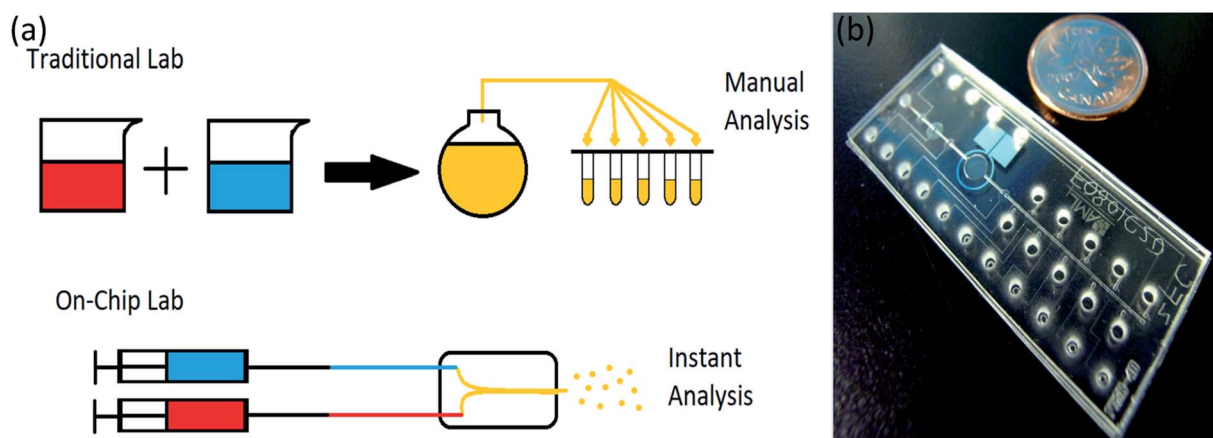 (a)
Traditional Lab
Manual
Analysis
On-Chip Lab
Instant
Analysis
(b)
CANADA